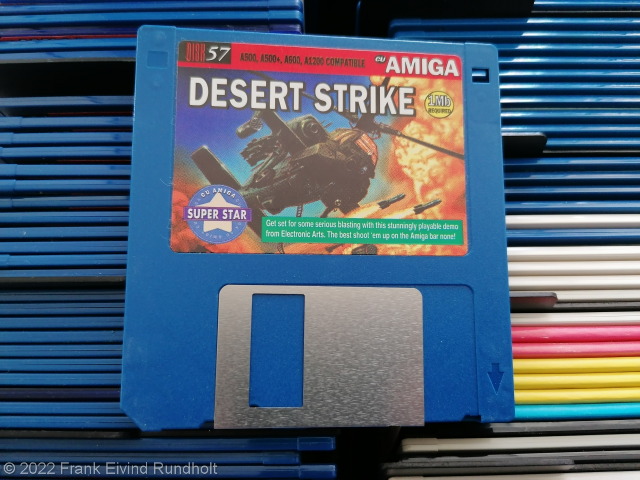 DISK 57 A500, A500+, A600, A1200 COMPATIBLE CU AMIGA
DESERT STRIKE
1Mb
REQUIRED
CU AMIGA
SUPER STAR
Get set for some serious blasting with this stunningly playable demo
from Electronic Arts. The best shoot 'em up on the Amiga bar none!
© 2022 Frank Eivind Rundholt